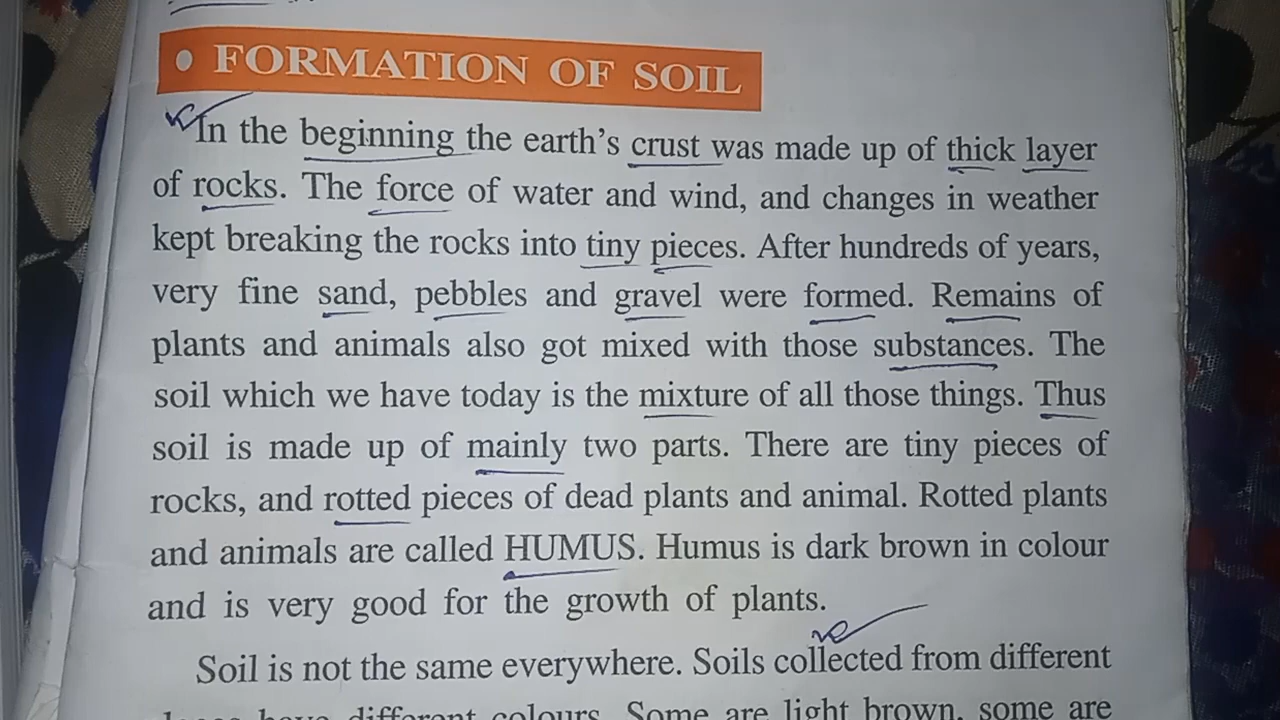 • FORMATION OF SOIL
In the beginning the earth's crust was made up of thick layer
of rocks. The force of water and wind, and changes in weather
kept breaking the rocks into tiny pieces. After hundreds of years,
very fine sand, pebbles and gravel were formed. Remains of
plants and animals also got mixed with those substances. The
soil which we have today is the mixture of all those things. Thus
soil is made up of mainly two parts. There are tiny pieces of
rocks, and rotted pieces of dead plants and animal. Rotted plants
and animals are called HUMUS. Humus is dark brown in colour
and is very good for the growth of plants.
Soil is not the same everywhere. Soils collected from different
have different colours. Some are light brown, some are